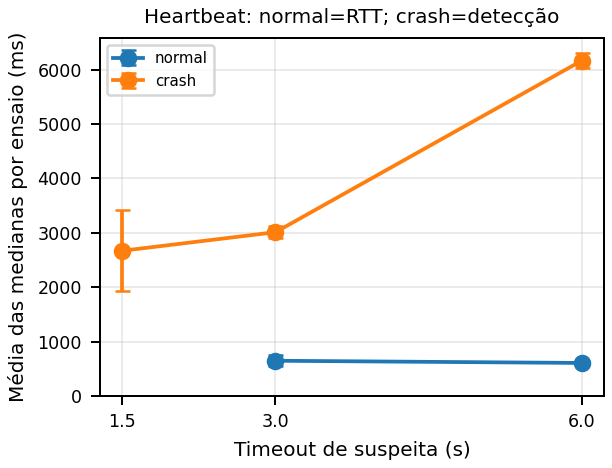 Heartbeat: normal=RTT; crash=detecção
normal
crash
Média das medianas por ensaio (ms)
6000
5000
4000
3000
2000
1000
0
1.5 3.0 6.0
Timeout de suspeita (s)